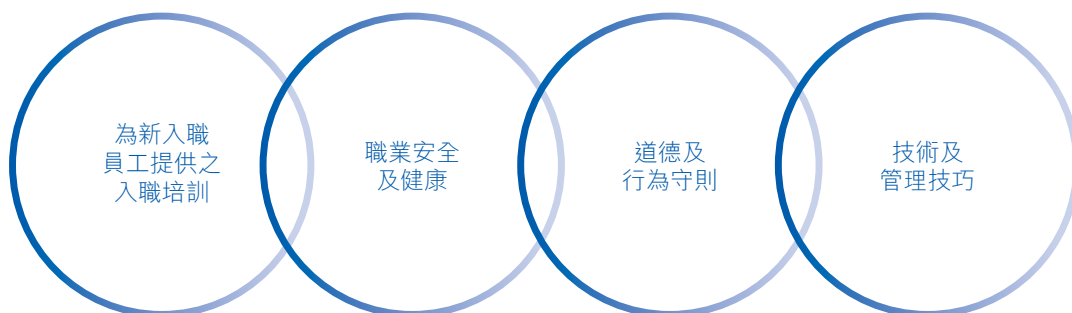 為新入職
員工提供之
入職培訓
職業安全
及健康
道德及
行為守則
技術及
管理技巧